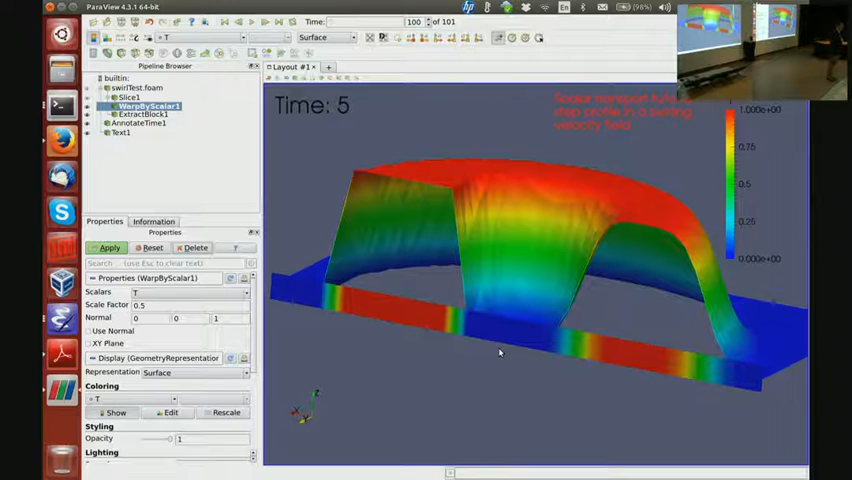 ParaView 4.3.1 64-bit
En
(98%)
Time:
100
of 101
T
Surface
Pipeline Browser
Layout #1
builtin:
swirlTest.foam
Slice1
WarpByScalar1
ExtractBlock1
AnnotateTime1
Text1
Time: 5
Scalar transport
step profile in a swirling
velocity field
1.000e+00
0.75
0.5
0.25
0.000e+00
Properties
Information
Properties
Apply
Reset
Delete
?
Search ... (use Esc to clear text)
Properties (WarpByScalar1)
Scalars
T
Scale Factor
0.5
Normal
0
0
1
Use Normal
XY Plane
Display (GeometryRepresentation
Representation
Surface
Coloring
T
Show
Edit
Rescale
Styling
Opacity
1
Lighting